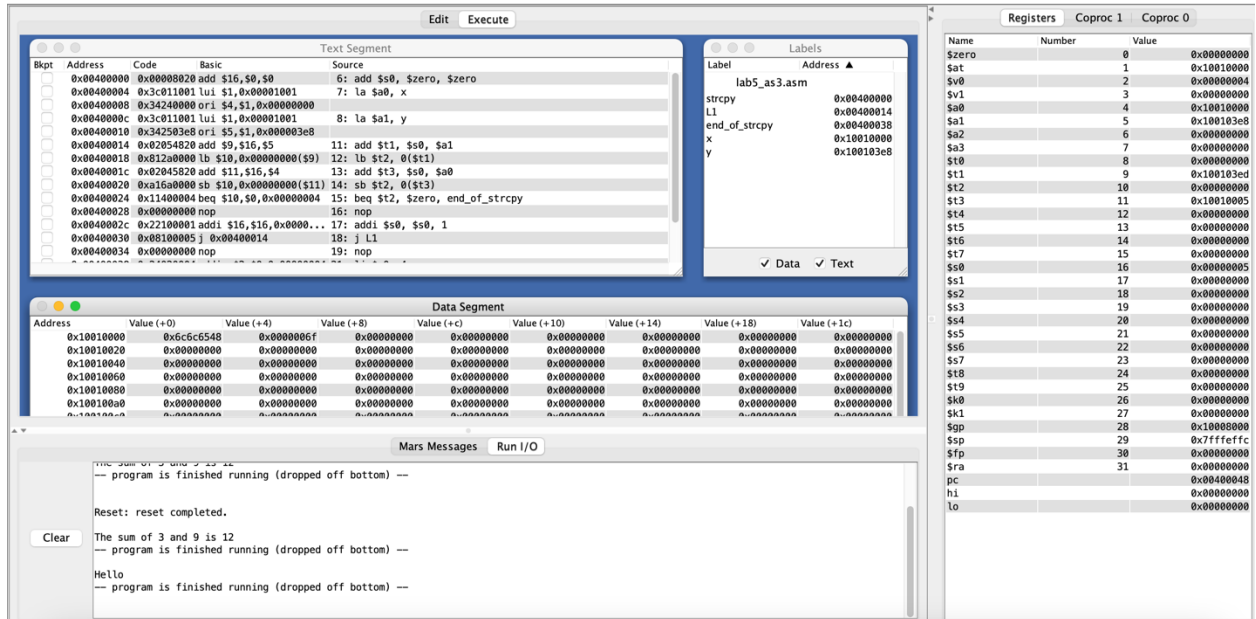 Edit Execute
Text Segment
Bkpt Address Code Basic Source
0x00400000 0x00008020 add $16,$0,$0 6: add $s0, $zero, $zero
0x00400004 0x3c011001 lui $1,0x00001001 7: la $a0, x
0x00400008 0x34240000 ori $4,$1,0x00000000
0x0040000c 0x3c011001 lui $1,0x00001001 8: la $a1, y
0x00400010 0x342503e8 ori $5,$1,0x000003e8
0x00400014 0x02054820 add $9,$16,$5 11: add $t1, $s0, $a1
0x00400018 0x812a0000 lb $10,0x00000000($9) 12: lb $t2, 0($t1)
0x0040001c 0x02045820 add $11,$16,$4 13: add $t3, $s0, $a0
0x00400020 0xa16a0000 sb $10,0x00000000($11) 14: sb $t2, 0($t3)
0x00400024 0x11400004 beq $10,$0,0x00000004 15: beq $t2, $zero, end_of_strcpy
0x00400028 0x00000000 nop 16: nop
0x0040002c 0x22100001 addi $16,$16,0x0000... 17: addi $s0, $s0, 1
0x00400030 0x08100005 j 0x00400014 18: j L1
0x00400034 0x00000000 nop 19: nop
Labels
Label Address ▲
lab5_as3.asm
strcpy 0x00400000
L1 0x00400014
end_of_strcpy 0x00400038
x 0x10010000
y 0x100103e8
Data Text
Data Segment
Address Value (+0) Value (+4) Value (+8) Value (+c) Value (+10) Value (+14) Value (+18) Value (+1c)
0x10010000 0x6c6c6548 0x0000006f 0x00000000 0x00000000 0x00000000 0x00000000 0x00000000 0x00000000
0x10010020 0x00000000 0x00000000 0x00000000 0x00000000 0x00000000 0x00000000 0x00000000 0x00000000
0x10010040 0x00000000 0x00000000 0x00000000 0x00000000 0x00000000 0x00000000 0x00000000 0x00000000
0x10010060 0x00000000 0x00000000 0x00000000 0x00000000 0x00000000 0x00000000 0x00000000 0x00000000
0x10010080 0x00000000 0x00000000 0x00000000 0x00000000 0x00000000 0x00000000 0x00000000 0x00000000
0x100100a0 0x00000000 0x00000000 0x00000000 0x00000000 0x00000000 0x00000000 0x00000000 0x00000000
Mars Messages Run I/O
The sum of 3 and 9 is 12
-- program is finished running (dropped off bottom) --
Reset: reset completed.
Clear
The sum of 3 and 9 is 12
-- program is finished running (dropped off bottom) --
Hello
-- program is finished running (dropped off bottom) --
Registers Coproc 1 Coproc 0
Name Number Value
$zero 0 0x00000000
$at 1 0x10010000
$v0 2 0x00000004
$v1 3 0x00000000
$a0 4 0x10010000
$a1 5 0x100103e8
$a2 6 0x00000000
$a3 7 0x00000000
$t0 8 0x00000000
$t1 9 0x100103ed
$t2 10 0x00000000
$t3 11 0x10010005
$t4 12 0x00000000
$t5 13 0x00000000
$t6 14 0x00000000
$t7 15 0x00000000
$s0 16 0x00000005
$s1 17 0x00000000
$s2 18 0x00000000
$s3 19 0x00000000
$s4 20 0x00000000
$s5 21 0x00000000
$s6 22 0x00000000
$s7 23 0x00000000
$t8 24 0x00000000
$t9 25 0x00000000
$k0 26 0x00000000
$k1 27 0x00000000
$gp 28 0x10008000
$sp 29 0x7fffeffc
$fp 30 0x00000000
$ra 31 0x00000000
pc 0x00400048
hi 0x00000000
lo 0x00000000